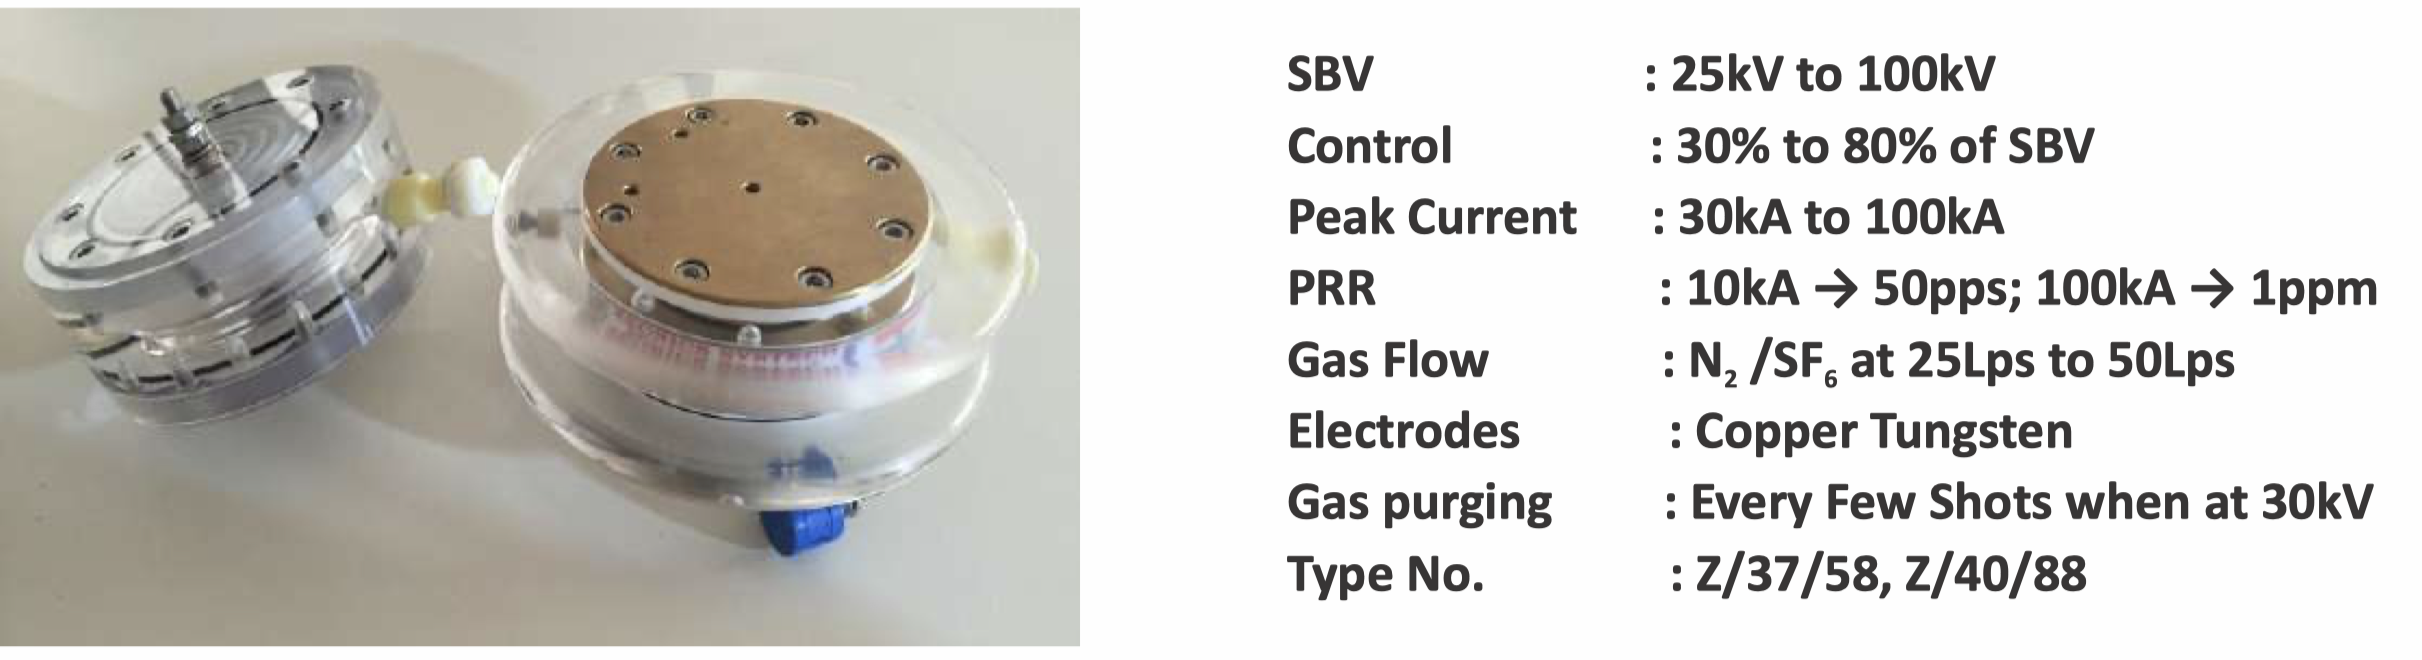 SBV : 25kV to 100kV
Control : 30% to 80% of SBV
Peak Current : 30kA to 100kA
PRR : 10kA → 50pps; 100kA → 1ppm
Gas Flow : N₂ /SF₆ at 25Lps to 50Lps
Electrodes : Copper Tungsten
Gas purging : Every Few Shots when at 30kV
Type No. : Z/37/58, Z/40/88